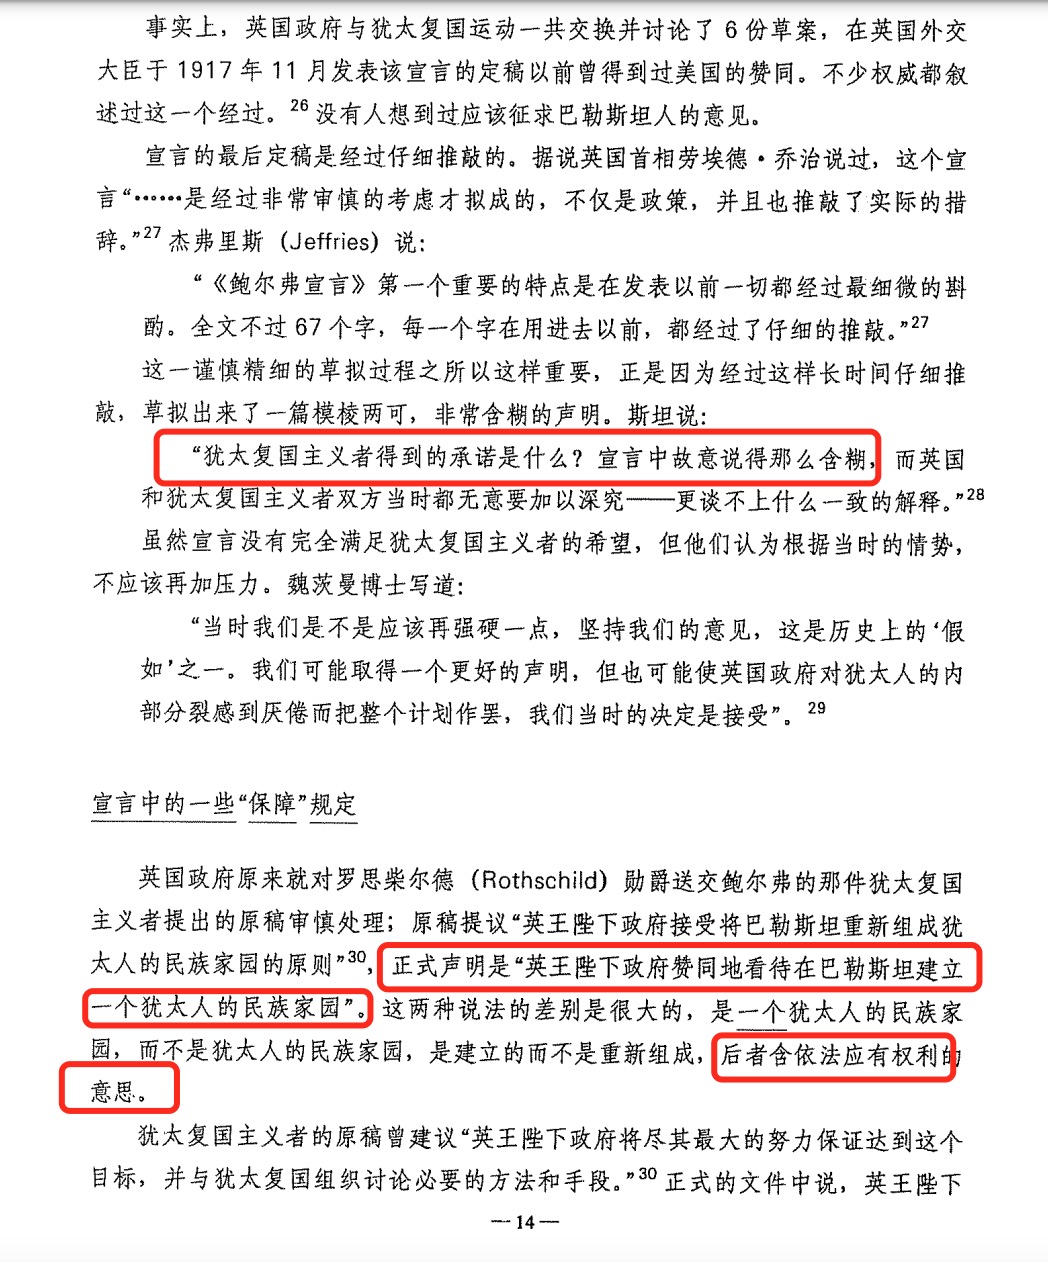 事实上，英国政府与犹太复国运动一共交换并讨论了 6 份草案，在英国外交
大臣于 1917 年 11 月发表该宣言的定稿以前曾得到过美国的赞同。不少权威都叙
述过这一个经过。26 没有人想到过应该征求巴勒斯坦人的意见。
宣言的最后定稿是经过仔细推敲的。据说英国首相劳埃德·乔治说过，这个宣
言“……是经过非常审慎的考虑才拟成的，不仅是政策，并且也推敲了实际的措
辞。”27 杰弗里斯（Jeffries）说：
“《鲍尔弗宣言》第一个重要的特点是在发表以前一切都经过最细微的斟
酌。全文不过 67 个字，每一个字在用进去以前，都经过了仔细的推敲。”27
这一谨慎精细的草拟过程之所以这样重要，正是因为经过这样长时间仔细推
敲，草拟出来了一篇模棱两可，非常含糊的声明。斯坦说：
“犹太复国主义者得到的承诺是什么？宣言中故意说得那么含糊，而英国
和犹太复国主义者双方当时都无意要加以深究——更谈不上什么一致的解释。”28
虽然宣言没有完全满足犹太复国主义者的希望，但他们认为根据当时的情势，
不应该再加压力。魏茨曼博士写道：
“当时我们是不是应该再强硬一点，坚持我们的意见，这是历史上的‘假
如’之一。我们可能取得一个更好的声明，但也可能使英国政府对犹太人的内
部分裂感到厌倦而把整个计划作罢，我们当时的决定是接受”。29
宣言中的一些“保障”规定
英国政府原来就对罗思柴尔德（Rothschild）勋爵送交鲍尔弗的那件犹太复国
主义者提出的原稿审慎处理；原稿提议“英王陛下政府接受将巴勒斯坦重新组成犹
太人的民族家园的原则”30，正式声明是“英王陛下政府赞同地看待在巴勒斯坦建立
一个犹太人的民族家园”。这两种说法的差别是很大的，是一个犹太人的民族家
园，而不是犹太人的民族家园，是建立的而不是重新组成，后者含依法应有权利的
意思。
犹太复国主义者的原稿曾建议“英王陛下政府将尽其最大的努力保证达到这个
目标，并与犹太复国组织讨论必要的方法和手段。”30 正式的文件中说，英王陛下
—14—